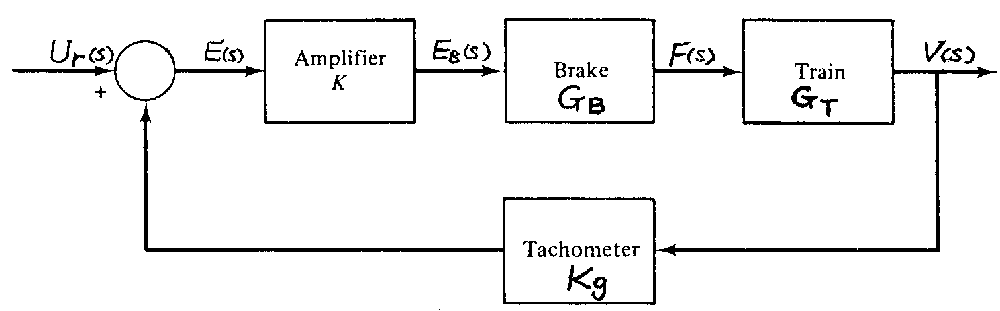 Ur(s)
+
−
E(s)
Amplifier
K
EB(s)
Brake
GB
F(s)
Train
GT
V(s)
Tachometer
Kg